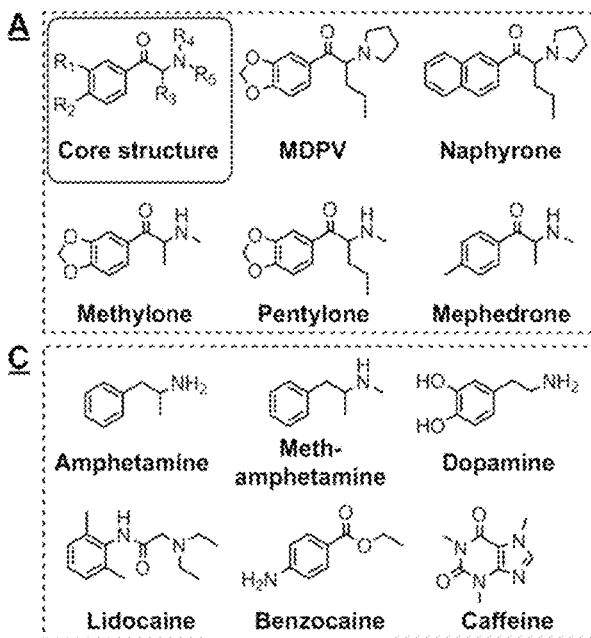 A
O R4
R1 N R5
R2 R3
Core structure
O N
O
O
MDPV
O N
Naphyrone
O H
O N
O
Methylone
O H
O N
O
Pentylone
O H
N
Mephedrone
C
NH2
Amphetamine
H
N
Meth-
amphetamine
HO NH2
HO
Dopamine
H
N N
O
Lidocaine
O
O
H2N
Benzocaine
O
N N
O N N
Caffeine